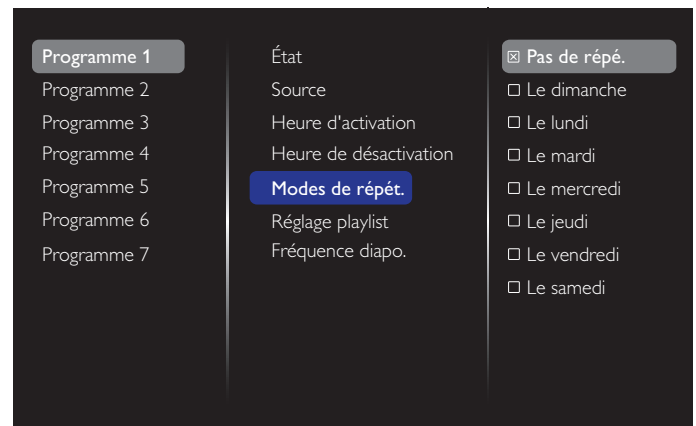 Programme 1
Programme 2
Programme 3
Programme 4
Programme 5
Programme 6
Programme 7
État
Source
Heure d'activation
Heure de désactivation
Modes de répét.
Réglage playlist
Fréquence diapo.
Pas de répé.
Le dimanche
Le lundi
Le mardi
Le mercredi
Le jeudi
Le vendredi
Le samedi